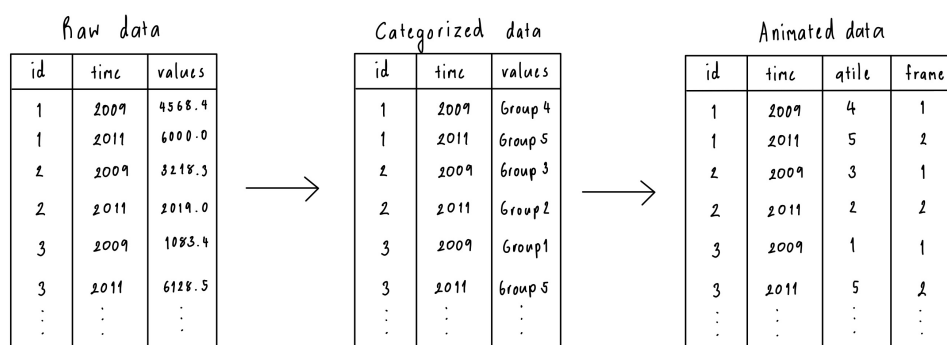 Raw data
id time values
1 2009 4568.4
1 2011 6000.0
2 2009 3218.3
2 2011 2019.0
3 2009 1083.4
3 2011 6128.5
Categorized data
id time values
1 2009 Group 4
1 2011 Group 5
2 2009 Group 3
2 2011 Group 2
3 2009 Group 1
3 2011 Group 5
Animated data
id time qtile frame
1 2009 4 1
1 2011 5 2
2 2009 3 1
2 2011 2 2
3 2009 1 1
3 2011 5 2